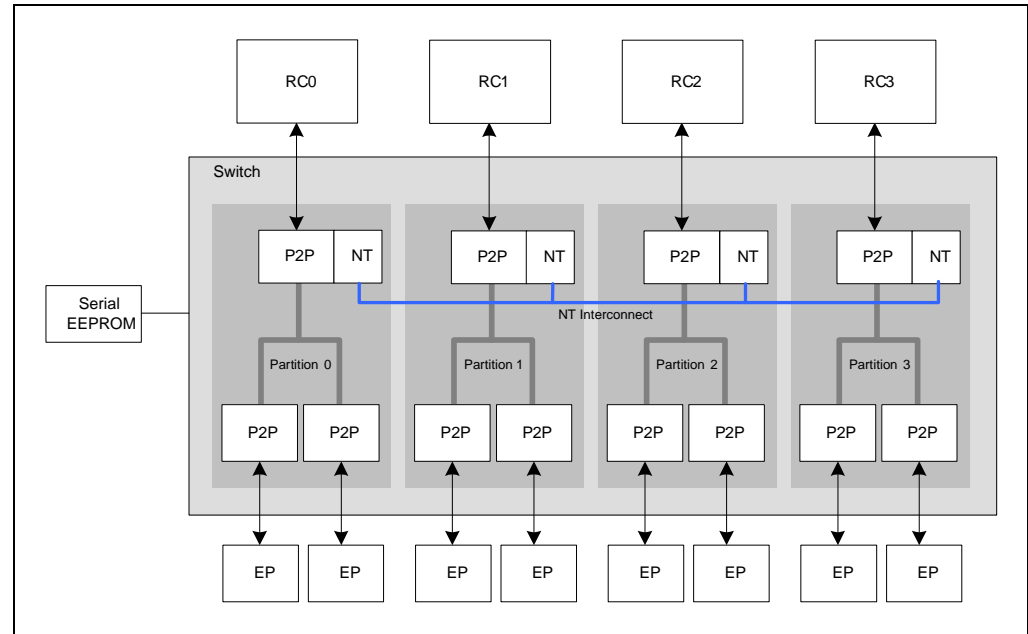 RC0
RC1
RC2
RC3
Switch
P2P NT
P2P NT
P2P NT
P2P NT
Serial
EEPROM
NT Interconnect
Partition 0
Partition 1
Partition 2
Partition 3
P2P P2P
P2P P2P
P2P P2P
P2P P2P
EP EP
EP EP
EP EP
EP EP